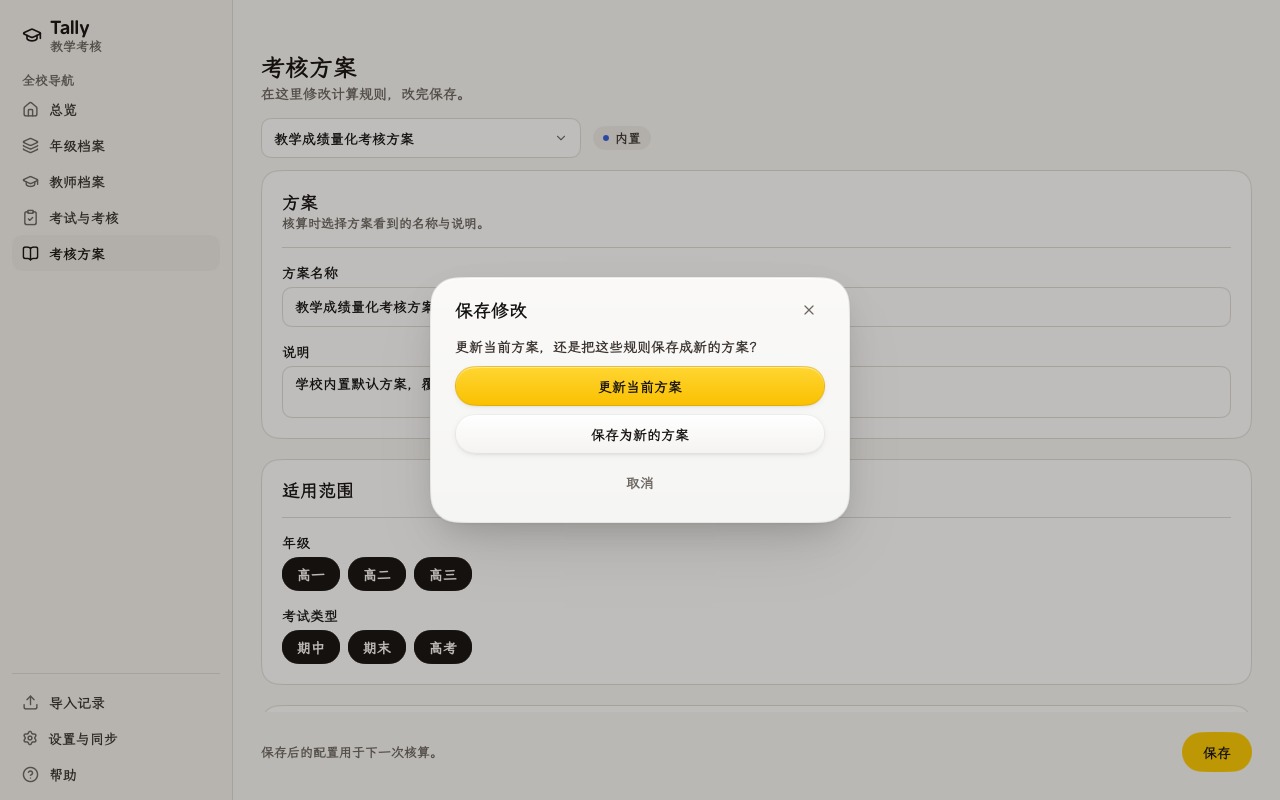 Tally
教学考核
全校导航
总览
年级档案
教师档案
考试与考核
考核方案
导入记录
设置与同步
帮助
考核方案
在这里修改计算规则，改完保存。
教学成绩量化考核方案
内置
方案
核算时选择方案看到的名称与说明。
方案名称
教学成绩量化考核方案
说明
学校内置默认方案，
保存修改
更新当前方案，还是把这些规则保存成新的方案？
更新当前方案
保存为新的方案
取消
适用范围
年级
高一
高二
高三
考试类型
期中
期末
高考
保存后的配置用于下一次核算。
保存